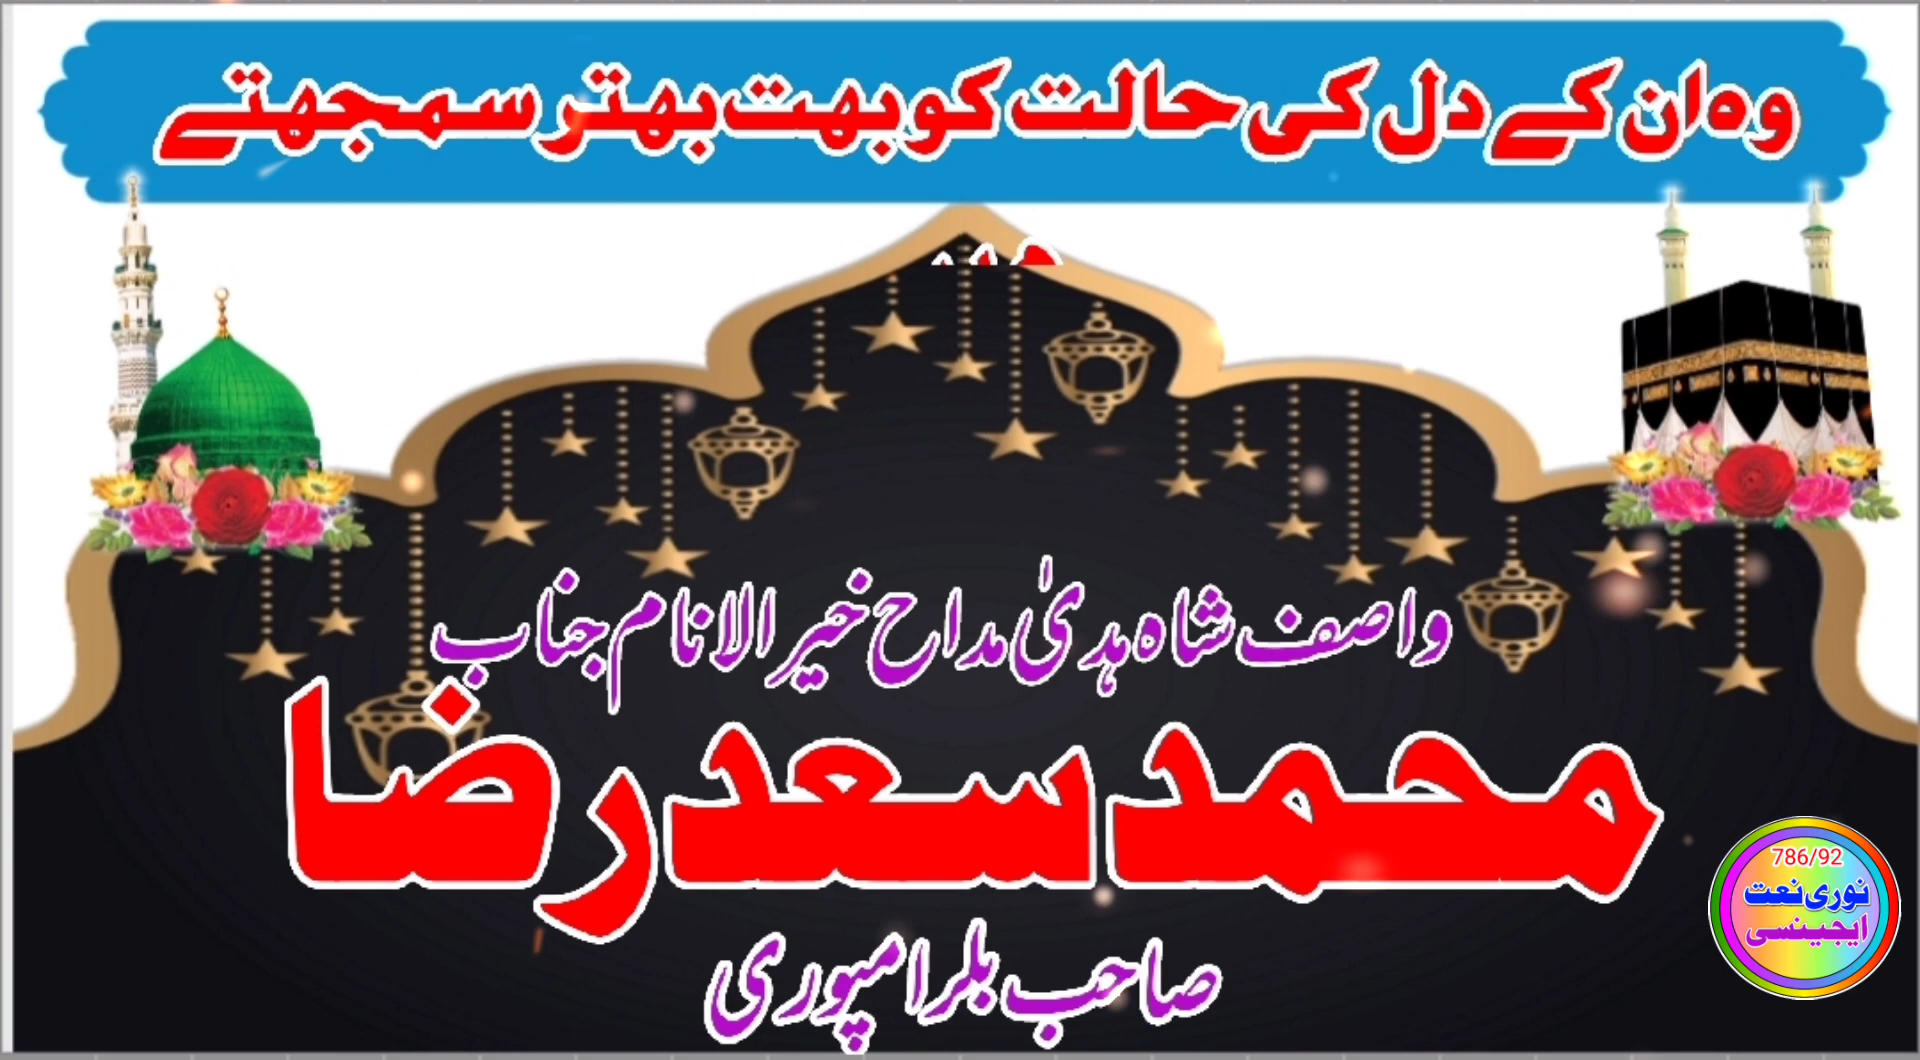 وہ ان کے دل کی حالت کو بہت بہتر سمجھتے
واصف شاہ ہدیٰ مداح خیر الانام جناب
محمد سعد رضا
صاحب بلرامپوری
786/92
نوری نعت
ایجینسی